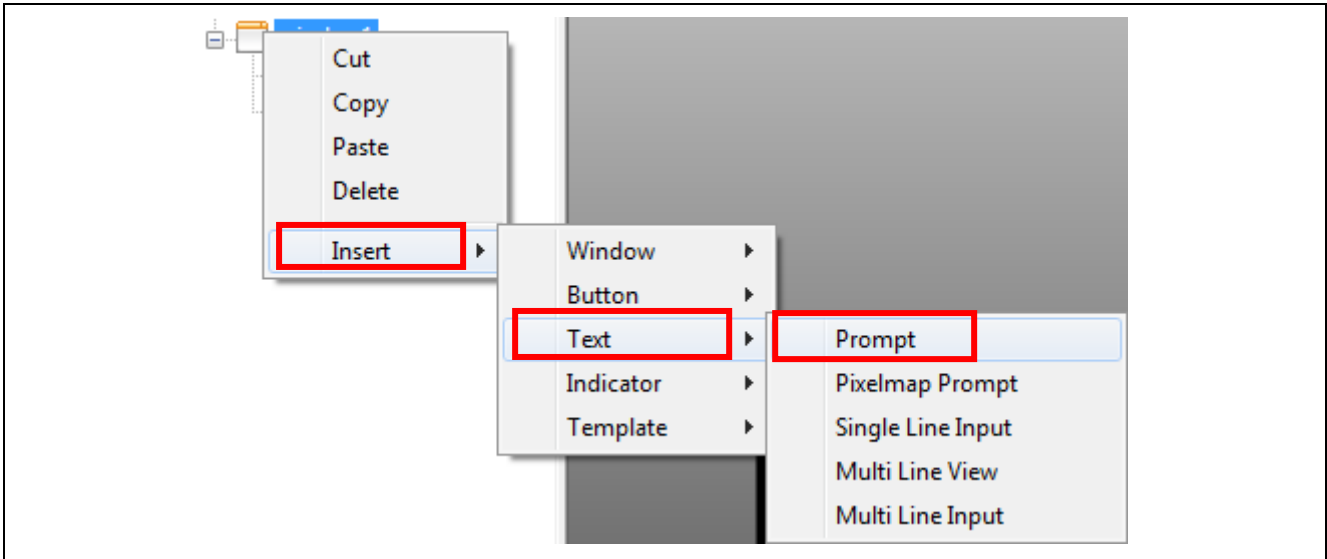 Cut
Copy
Paste
Delete
Insert
Window
Button
Text
Indicator
Template
Prompt
Pixelmap Prompt
Single Line Input
Multi Line View
Multi Line Input